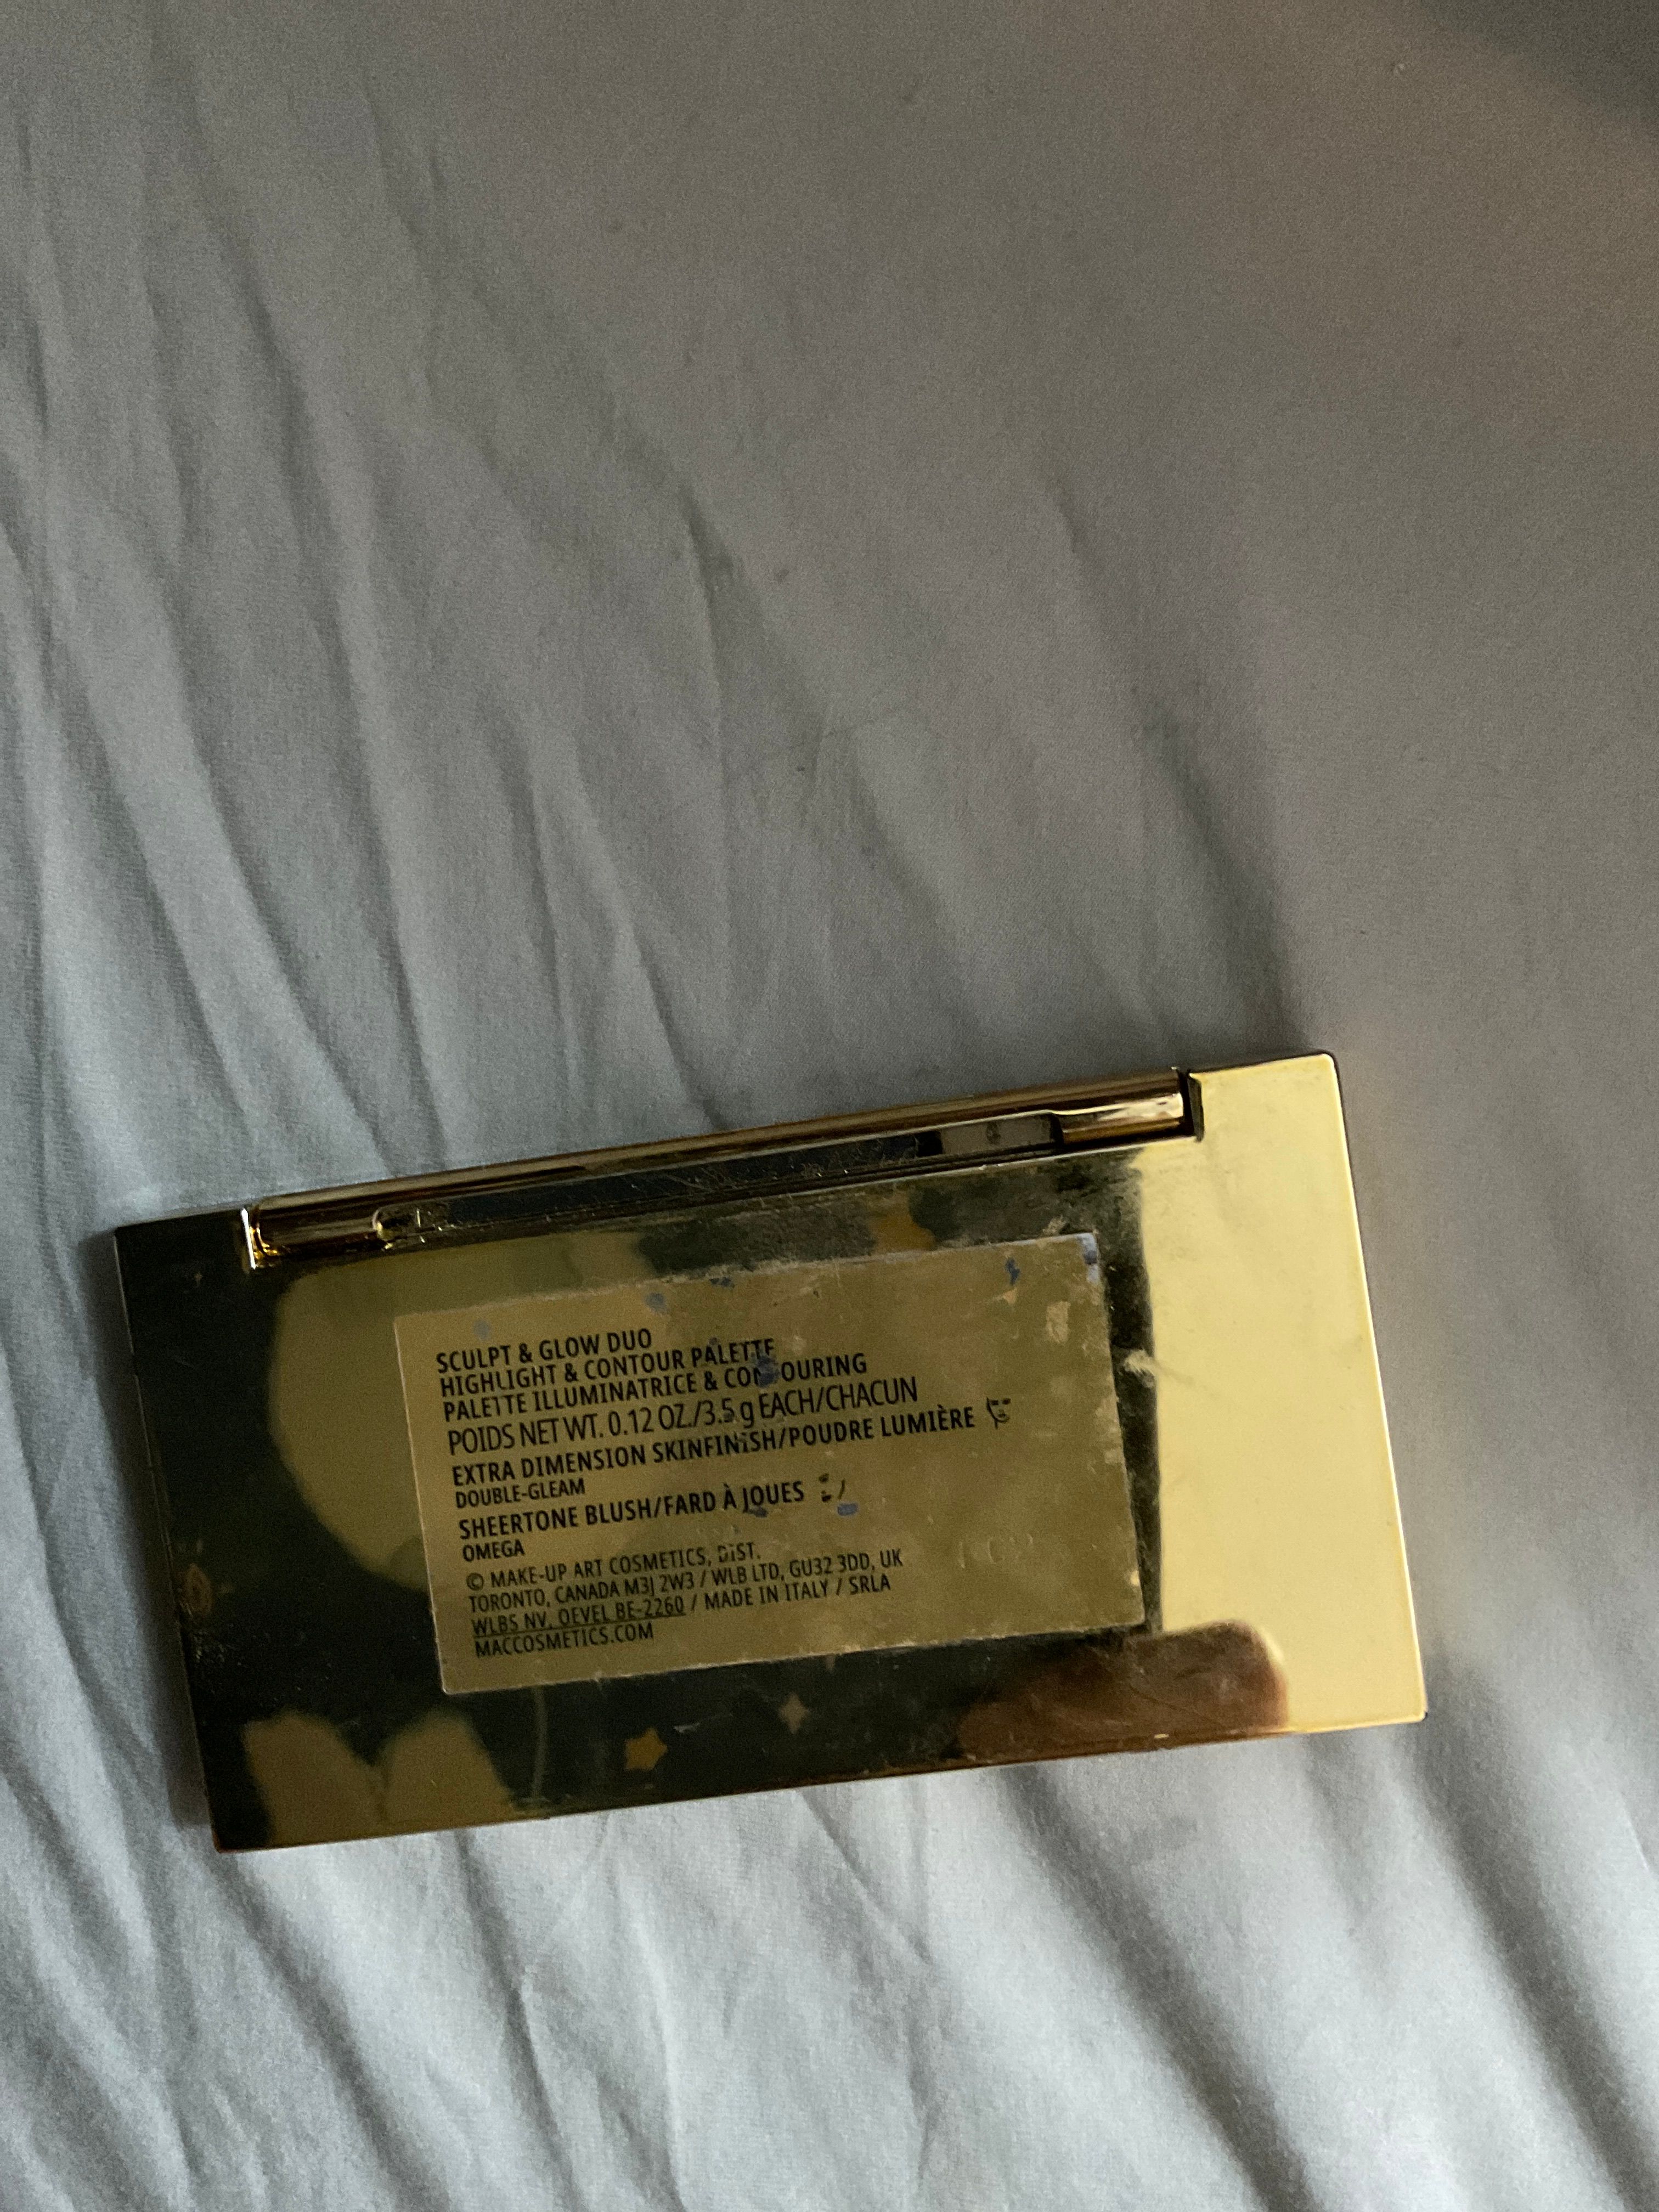 SCULPT & GLOW DUO
HIGHLIGHT & CONTOUR PALETTE
PALETTE ILLUMINATRICE & CONTOURING
POIDS NET WT. 0.12 OZ./3.5 g EACH/CHACUN
EXTRA DIMENSION SKINFINISH/POUDRE LUMIÈRE
DOUBLE-GLEAM
SHEERTONE BLUSH/FARD À JOUES
OMEGA
© MAKE-UP ART COSMETICS, DIST.
TORONTO, CANADA M3J 2W3 / WLB LTD, GU32 3DD, UK
WLBS NV, OEVEL BE-2260 / MADE IN ITALY / SRLA
MACCOSMETICS.COM